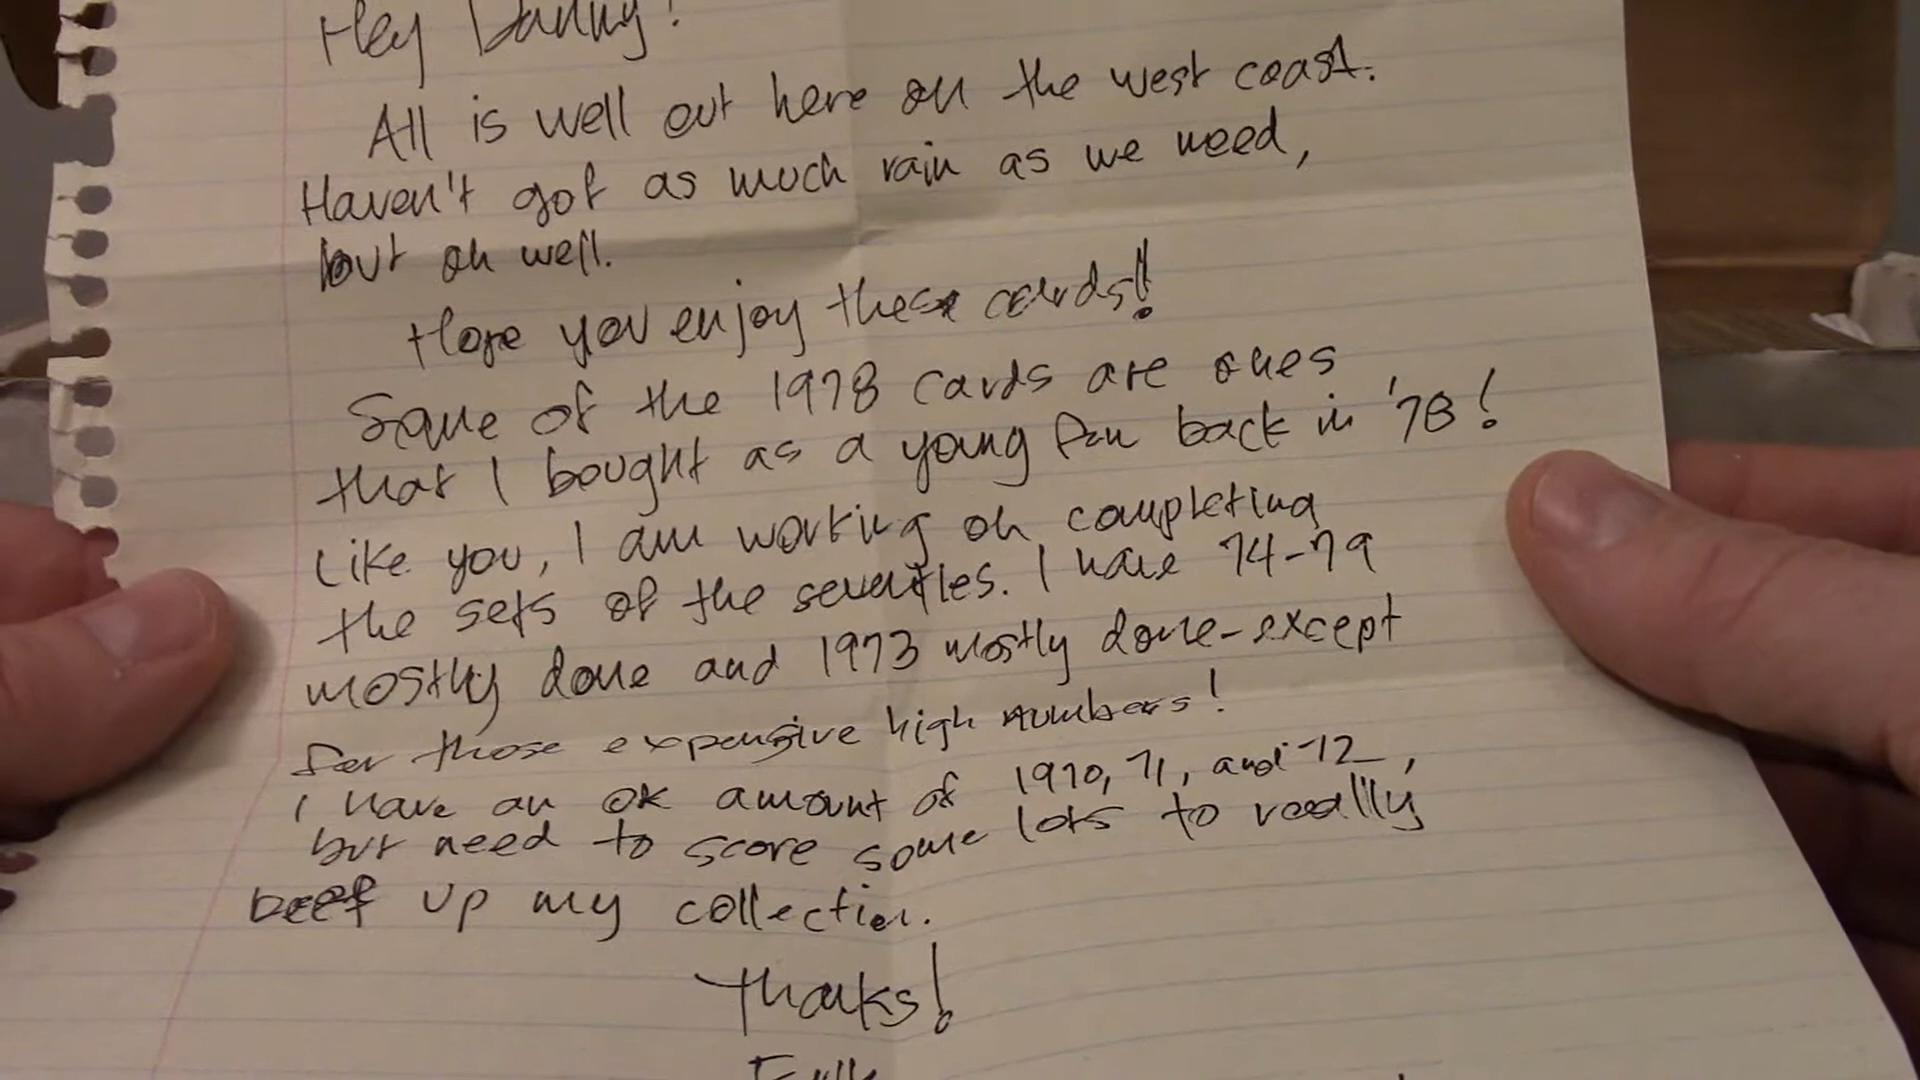 Hey Danny!
All is well out here on the west coast.
Haven't got as much rain as we need,
but oh well.
Hope you enjoy these cards!!
Some of the 1978 cards are ones
that I bought as a young fan back in '78!
Like you, I am working on completing
the sets of the seventies. I have 74-79
mostly done and 1973 mostly done-except
for those expensive high numbers!
I have an ok amount of 1970, 71, and 72,
but need to score some lots to really
beef up my collection.
Thanks!